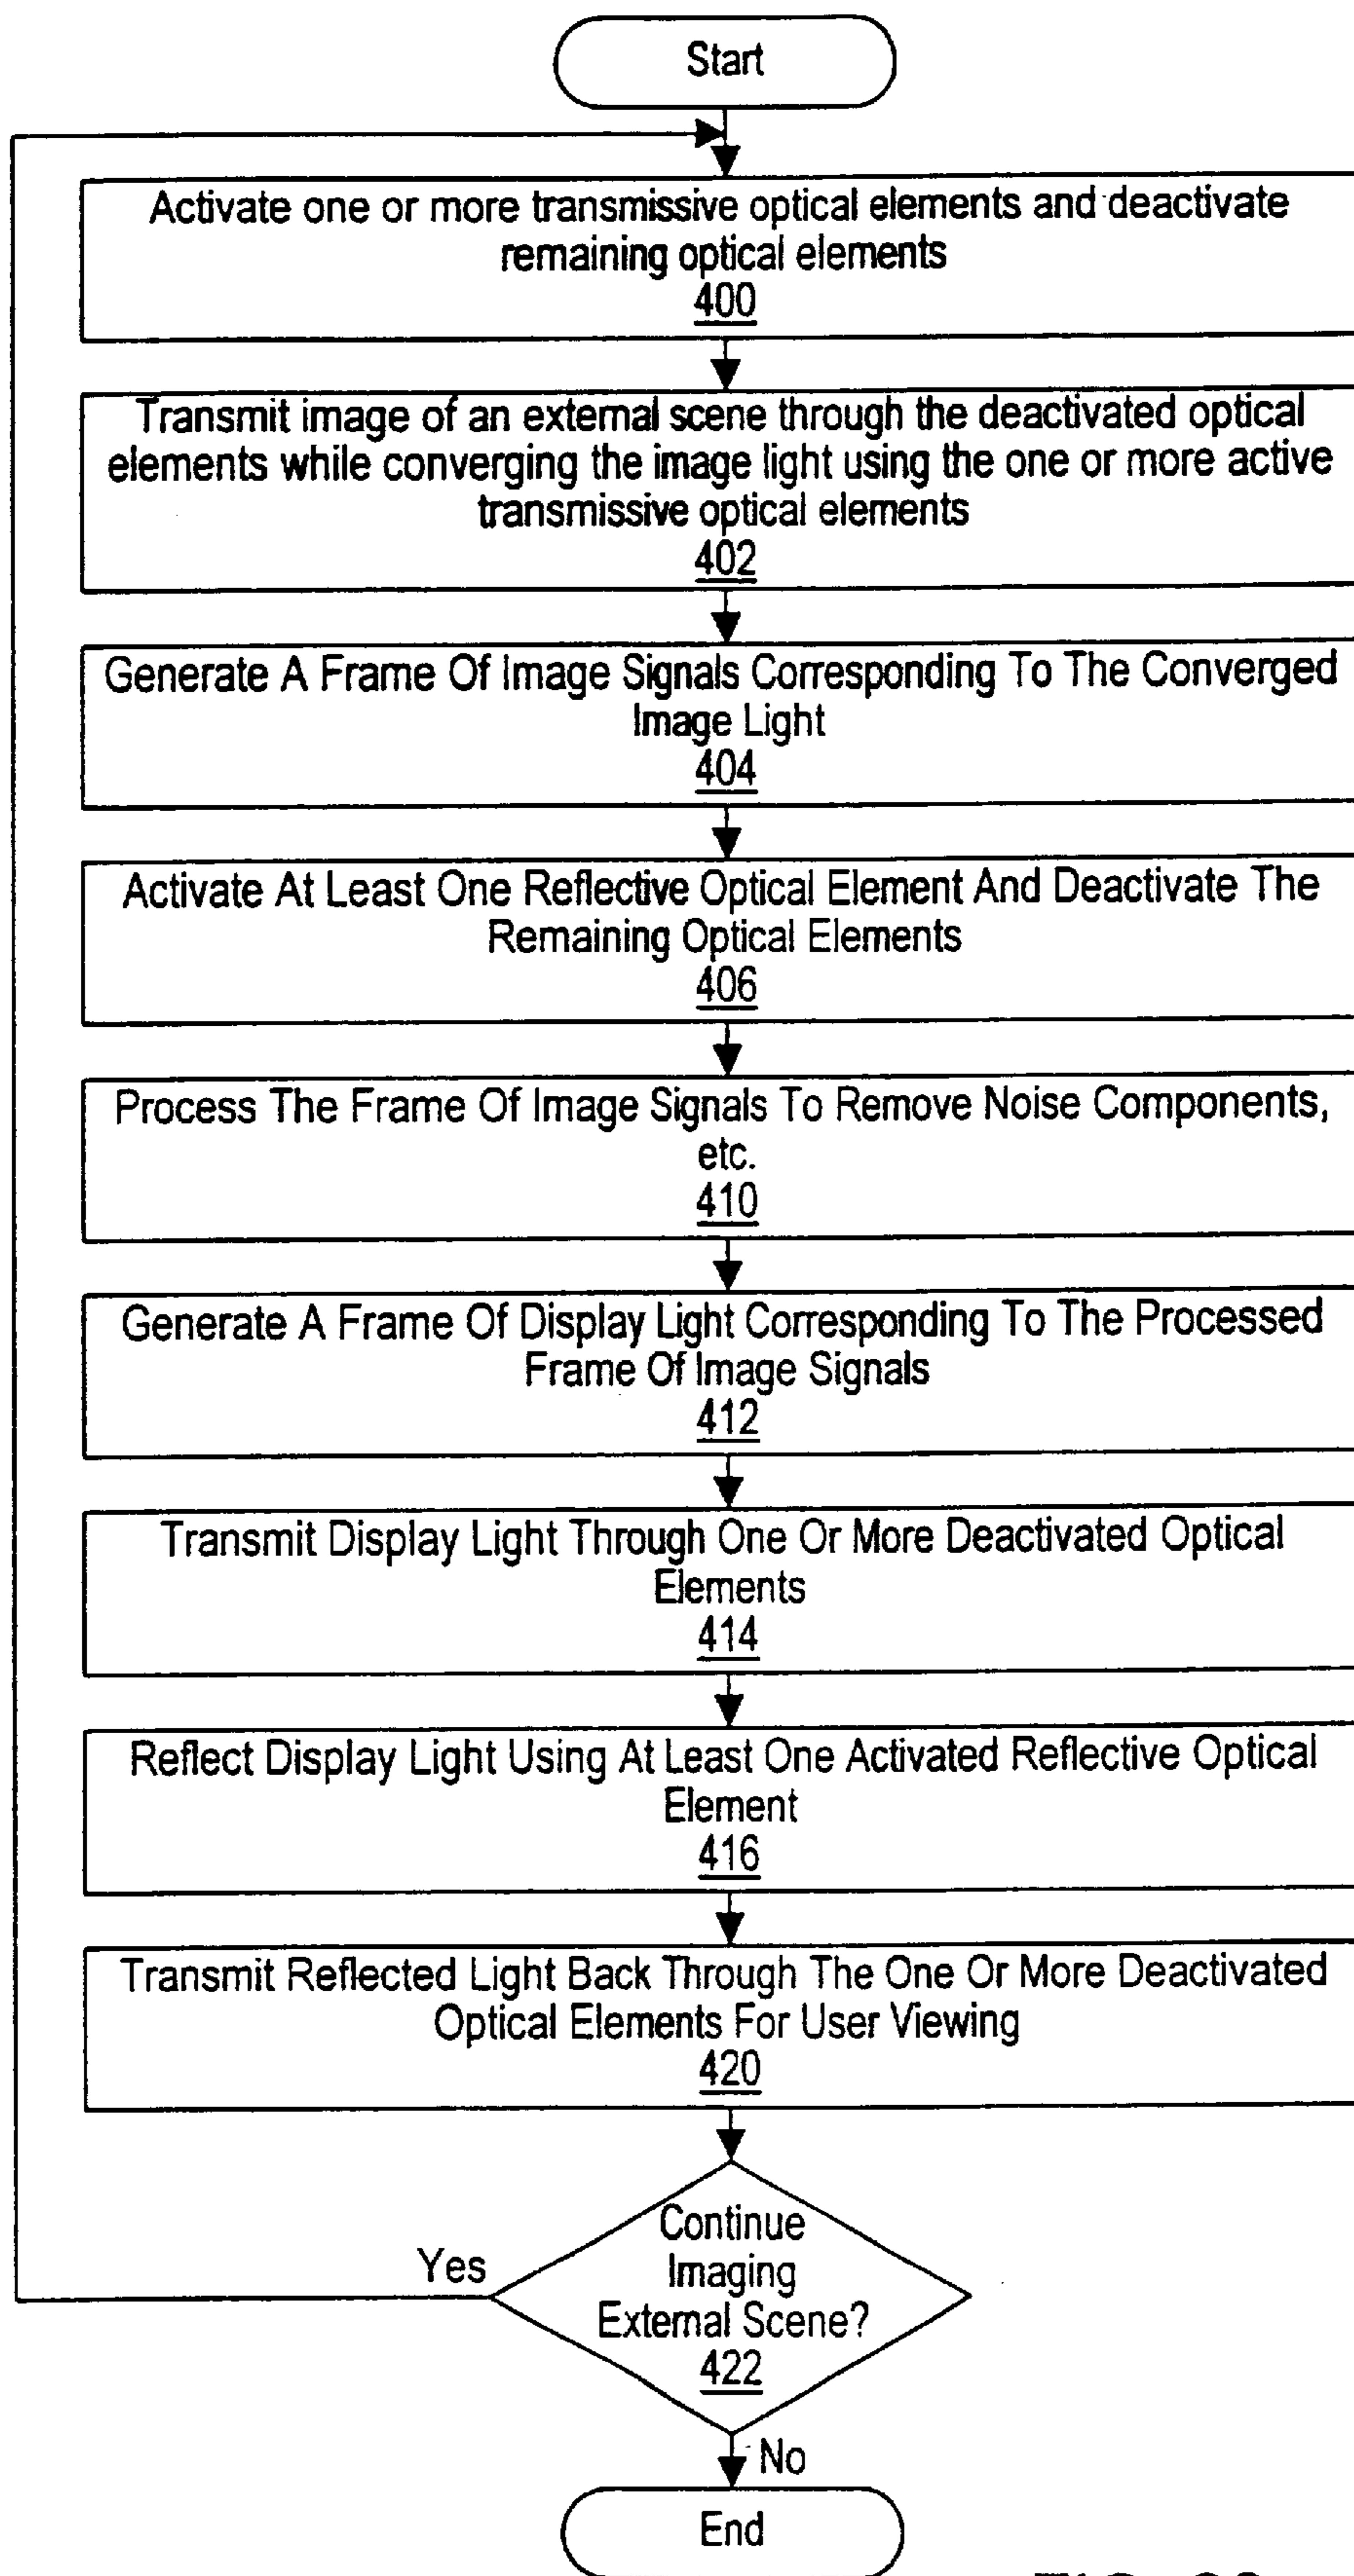 Start
Activate one or more transmissive optical elements and deactivate
remaining optical elements
400
Transmit image of an external scene through the deactivated optical
elements while converging the image light using the one or more active
transmissive optical elements
402
Generate A Frame Of Image Signals Corresponding To The Converged
Image Light
404
Activate At Least One Reflective Optical Element And Deactivate The
Remaining Optical Elements
406
Process The Frame Of Image Signals To Remove Noise Components,
etc.
410
Generate A Frame Of Display Light Corresponding To The Processed
Frame Of Image Signals
412
Transmit Display Light Through One Or More Deactivated Optical
Elements
414
Reflect Display Light Using At Least One Activated Reflective Optical
Element
416
Transmit Reflected Light Back Through The One Or More Deactivated
Optical Elements For User Viewing
420
Continue
Imaging
External Scene?
422
Yes
No
End